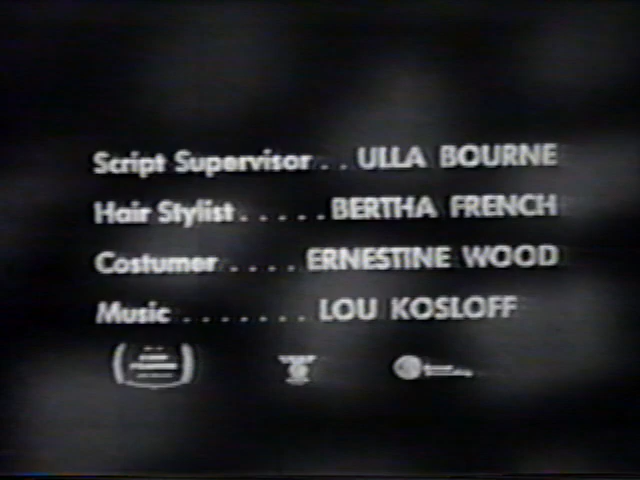 Script Supervisor . . ULLA BOURNE
Hair Stylist . . . . . BERTHA FRENCH
Costumer . . . . ERNESTINE WOOD
Music . . . . . . . LOU KOSLOFF